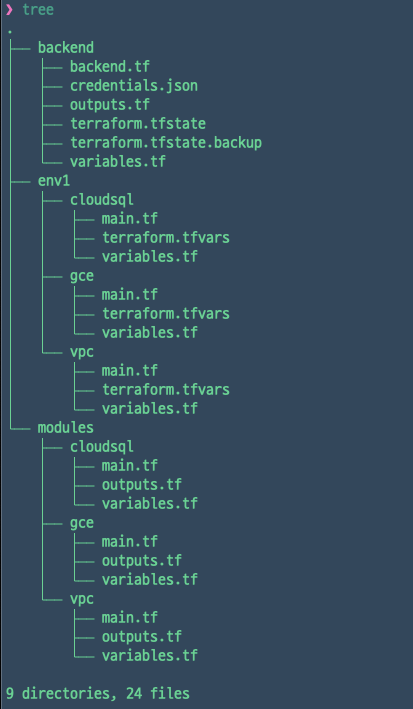 ❯ tree
.
├── backend
│   ├── backend.tf
│   ├── credentials.json
│   ├── outputs.tf
│   ├── terraform.tfstate
│   ├── terraform.tfstate.backup
│   └── variables.tf
├── env1
│   ├── cloudsql
│   │   ├── main.tf
│   │   ├── terraform.tfvars
│   │   └── variables.tf
│   ├── gce
│   │   ├── main.tf
│   │   ├── terraform.tfvars
│   │   └── variables.tf
│   └── vpc
│       ├── main.tf
│       ├── terraform.tfvars
│       └── variables.tf
└── modules
    ├── cloudsql
    │   ├── main.tf
    │   ├── outputs.tf
    │   └── variables.tf
    ├── gce
    │   ├── main.tf
    │   ├── outputs.tf
    │   └── variables.tf
    └── vpc
        ├── main.tf
        ├── outputs.tf
        └── variables.tf

9 directories, 24 files